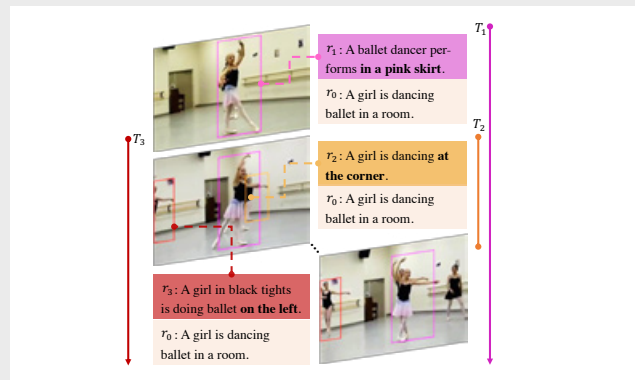 T₁
r₁: A ballet dancer per-
forms in a pink skirt.
r₀: A girl is dancing
ballet in a room.
T₂
T₃
r₂: A girl is dancing at
the corner.
r₀: A girl is dancing
ballet in a room.
r₃: A girl in black tights
is doing ballet on the left.
r₀: A girl is dancing
ballet in a room.